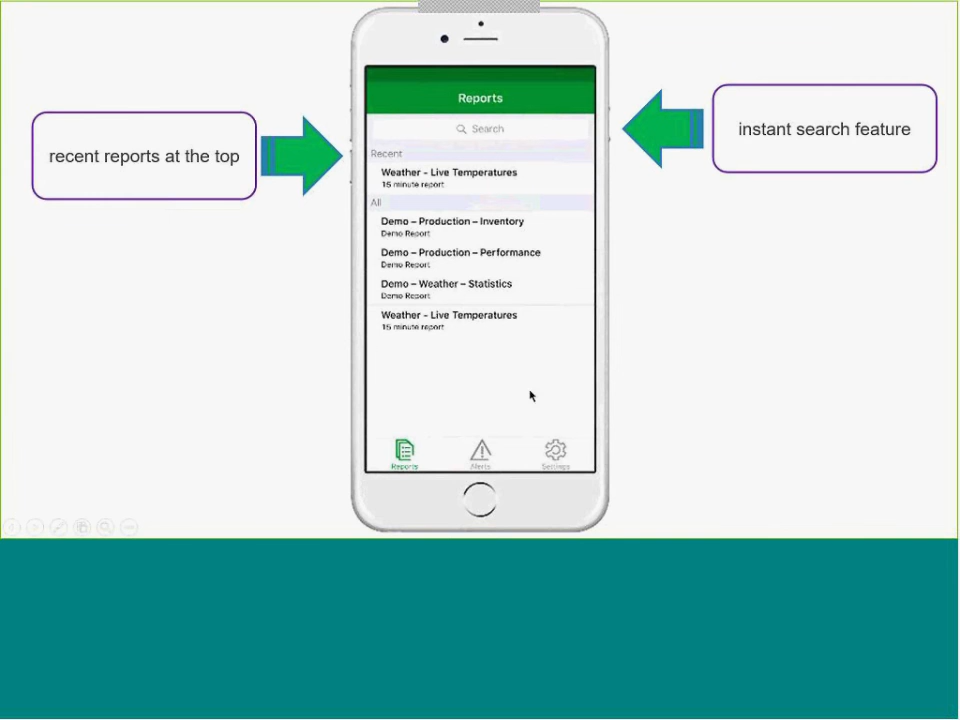 Reports
Search
recent reports at the top
instant search feature
Recent
Weather - Live Temperatures
15 minute report
All
Demo – Production – Inventory
Demo Report
Demo – Production – Performance
Demo Report
Demo – Weather – Statistics
Demo Report
Weather - Live Temperatures
15 minute report
Reports
Alerts
Settings